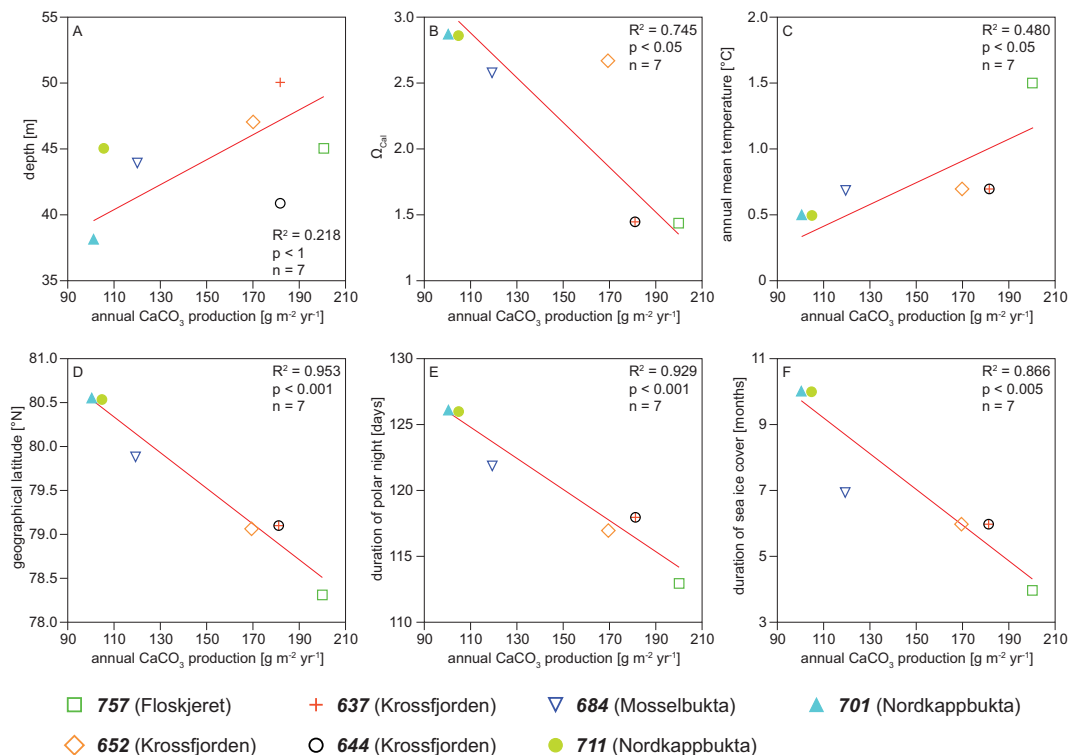 A
R² = 0.218
p < 1
n = 7
depth [m]
55
50
45
40
35
90 110 130 150 170 190 210
annual CaCO₃ production [g m⁻² yr⁻¹]
B
R² = 0.745
p < 0.05
n = 7
Ω_Cal
3.0
2.5
2.0
1.5
1
90 110 130 150 170 190 210
annual CaCO₃ production [g m⁻² yr⁻¹]
C
R² = 0.480
p < 0.05
n = 7
annual mean temperature [°C]
2.0
1.5
1.0
0.5
0.0
90 110 130 150 170 190 210
annual CaCO₃ production [g m⁻² yr⁻¹]
D
R² = 0.953
p < 0.001
n = 7
geographical latitude [°N]
81.0
80.5
80.0
79.5
79.0
78.5
78.0
90 110 130 150 170 190 210
annual CaCO₃ production [g m⁻² yr⁻¹]
E
R² = 0.929
p < 0.001
n = 7
duration of polar night [days]
130
125
120
115
110
90 110 130 150 170 190 210
annual CaCO₃ production [g m⁻² yr⁻¹]
F
R² = 0.866
p < 0.005
n = 7
duration of sea ice cover [months]
11
9
7
5
3
90 110 130 150 170 190 210
annual CaCO₃ production [g m⁻² yr⁻¹]
757 (Floskjeret)
637 (Krossfjorden)
684 (Mosselbukta)
701 (Nordkappbukta)
652 (Krossfjorden)
644 (Krossfjorden)
711 (Nordkappbukta)